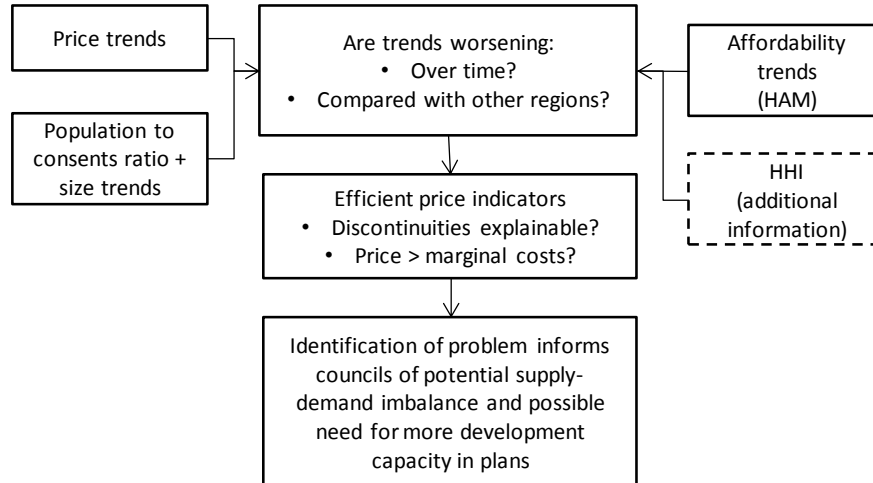 Price trends
Population to
consents ratio +
size trends
Are trends worsening:
• Over time?
• Compared with other regions?
Affordability
trends
(HAM)
HHI
(additional
information)
Efficient price indicators
• Discontinuities explainable?
• Price > marginal costs?
Identification of problem informs
councils of potential supply-
demand imbalance and possible
need for more development
capacity in plans